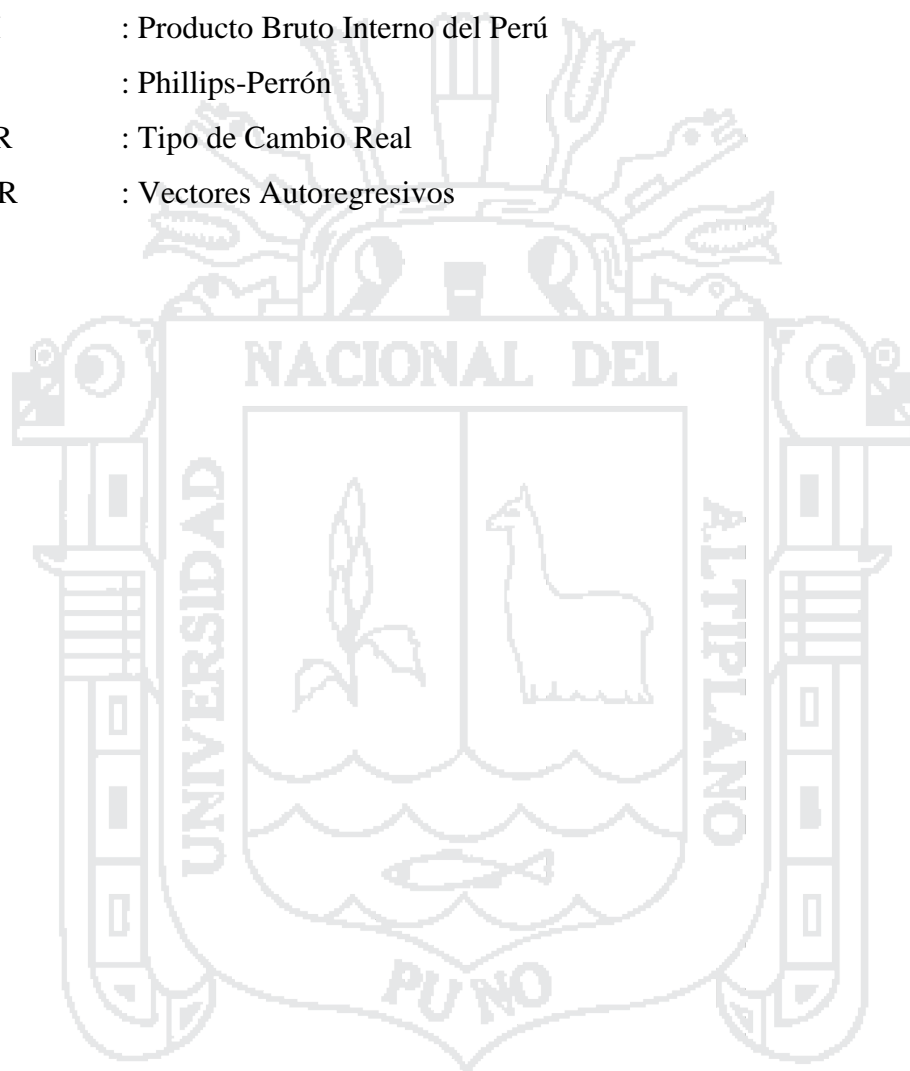 : Producto Bruto Interno del Perú
: Phillips-Perrón
R : Tipo de Cambio Real
R : Vectores Autoregresivos
NACIONAL DEL
UNIVERSIDAD
ALTIPLANO
PUNO